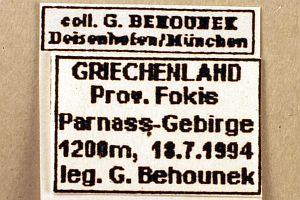 coll. G. BEHOUNEK
Deisenhofen/München
GRIECHENLAND
Prov. Fokis
Parnass-Gebirge
1200m, 18.7.1994
leg. G. Behounek